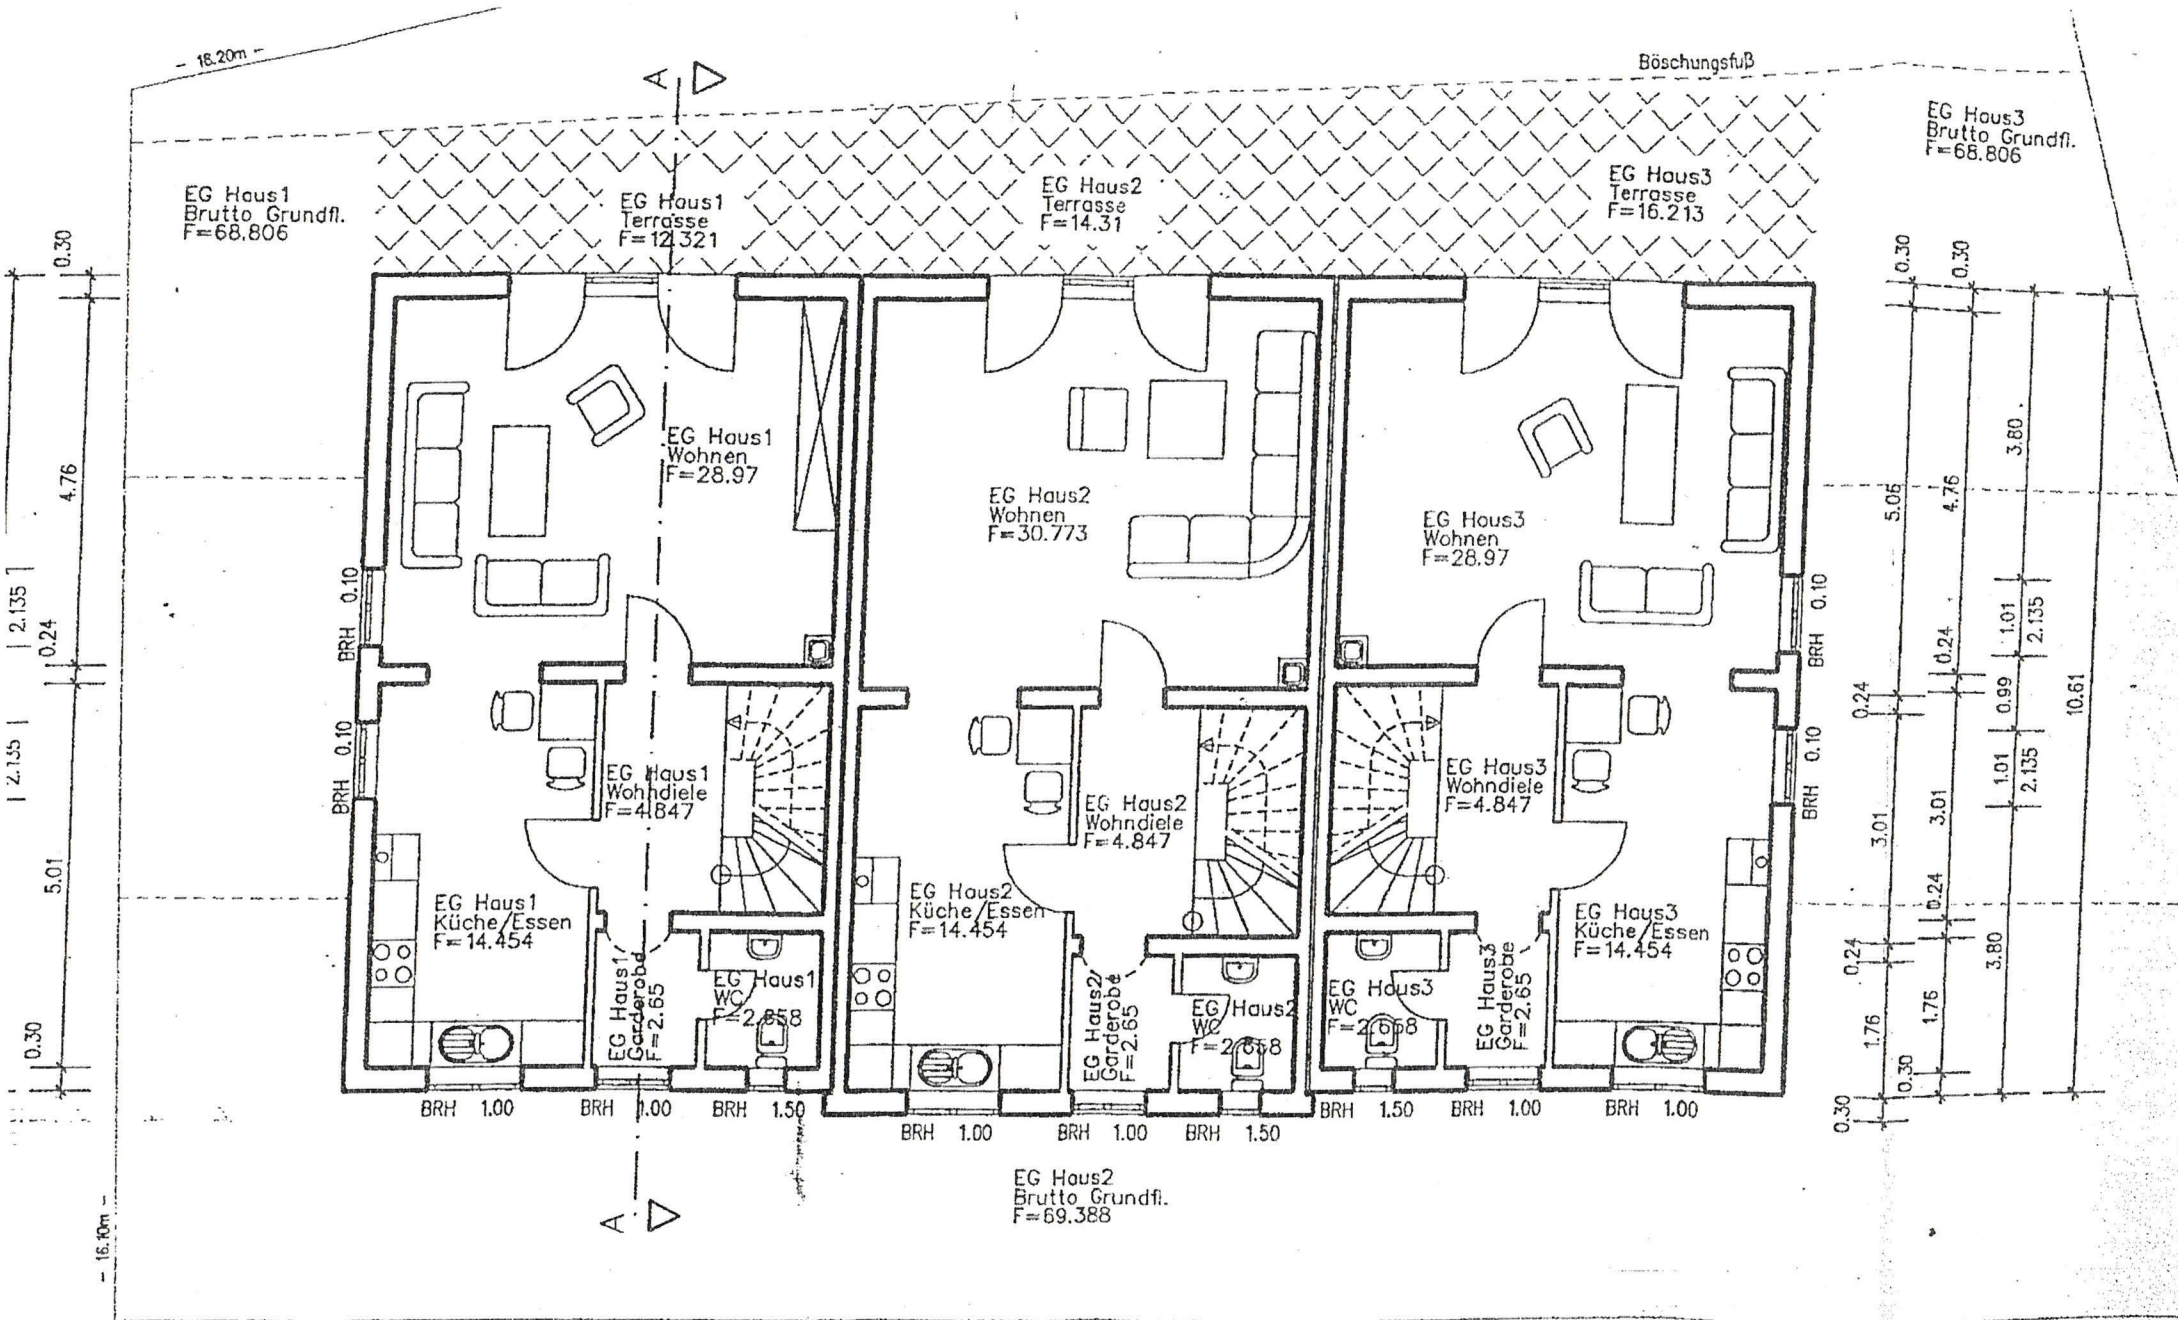 - 18.20m -
A
Böschungsfuß
EG Haus1
Brutto Grundfl.
F=68.806
EG Haus1
Terrasse
F=12.321
EG Haus2
Terrasse
F=14.31
EG Haus3
Terrasse
F=16.213
EG Haus3
Brutto Grundfl.
F=68.806
0.30
4.76
2.135
0.24
2.135
5.01
0.30
- 16.10m -
EG Haus1
Wohnen
F=28.97
EG Haus2
Wohnen
F=30.773
EG Haus3
Wohnen
F=28.97
BRH 0.10
BRH 0.10
BRH 0.10
BRH 0.10
EG Haus1
Wohndiele
F=4.847
EG Haus2
Wohndiele
F=4.847
EG Haus3
Wohndiele
F=4.847
EG Haus1
Küche/Essen
F=14.454
EG Haus2
Küche/Essen
F=14.454
EG Haus3
Küche/Essen
F=14.454
EG Haus1
Garderobe
F=2.65
EG Haus1
WC
F=2.658
EG Haus2
Garderobe
F=2.65
EG Haus2
WC
F=2.658
EG Haus3
WC
F=2.658
EG Haus3
Garderobe
F=2.65
BRH 1.00
BRH 1.00
BRH 1.50
BRH 1.00
BRH 1.00
BRH 1.50
BRH 1.50
BRH 1.00
BRH 1.00
EG Haus2
Brutto Grundfl.
F=69.388
A
0.30
5.06
0.24
3.01
0.24
1.76
0.30
0.30
4.76
0.24
3.01
0.24
1.76
0.30
3.80
1.01
2.135
0.99
1.01
2.135
3.80
10.61